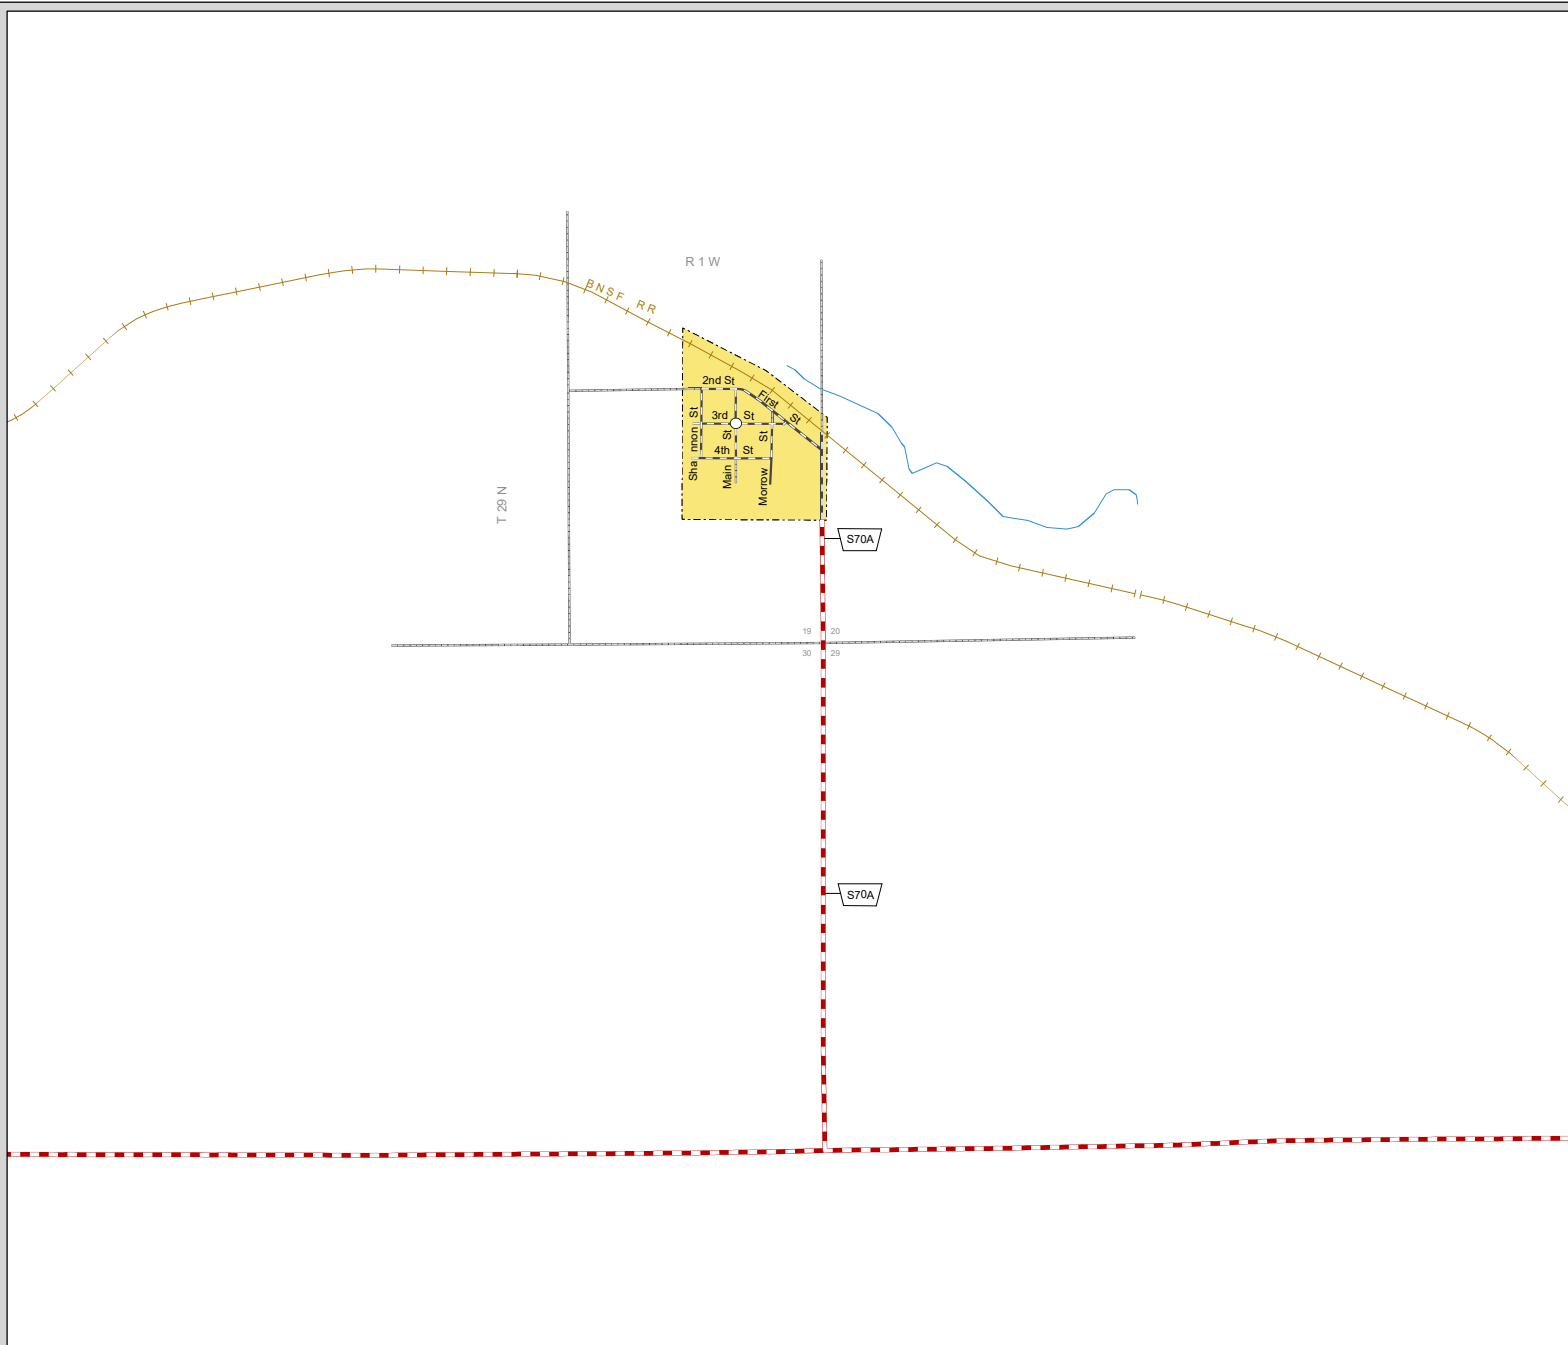 R 1 W
BNSF RR
2nd St
First St
3rd St
4th St
Shannon St
Main St
Morrow St
T 29 N
S70A
19 20
30 29
S70A